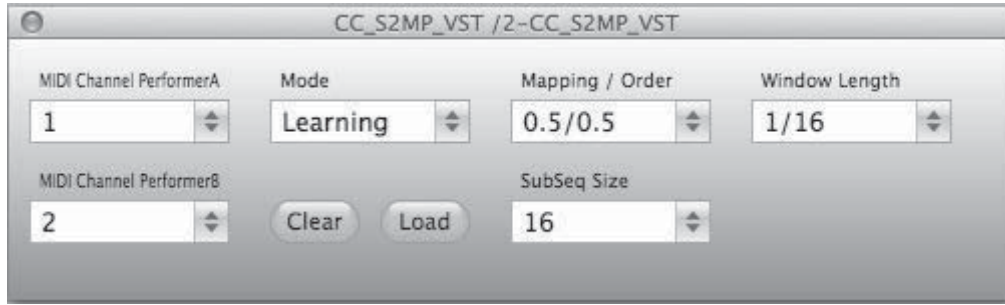 CC_S2MP_VST /2-CC_S2MP_VST
MIDI Channel PerformerA Mode Mapping / Order Window Length
1 Learning 0.5/0.5 1/16
MIDI Channel PerformerB SubSeq Size
2 Clear Load 16